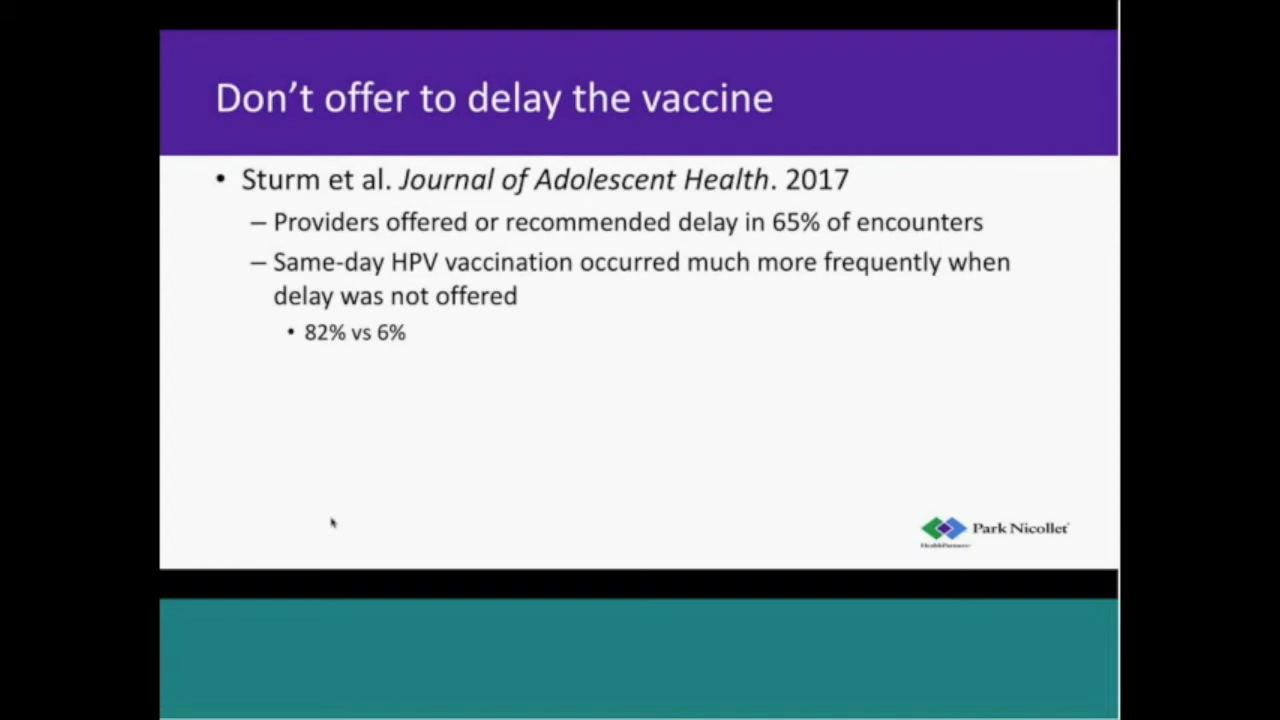 Don't offer to delay the vaccine
• Sturm et al. Journal of Adolescent Health. 2017
– Providers offered or recommended delay in 65% of encounters
– Same-day HPV vaccination occurred much more frequently when
delay was not offered
• 82% vs 6%
Park Nicollet
HealthPartners